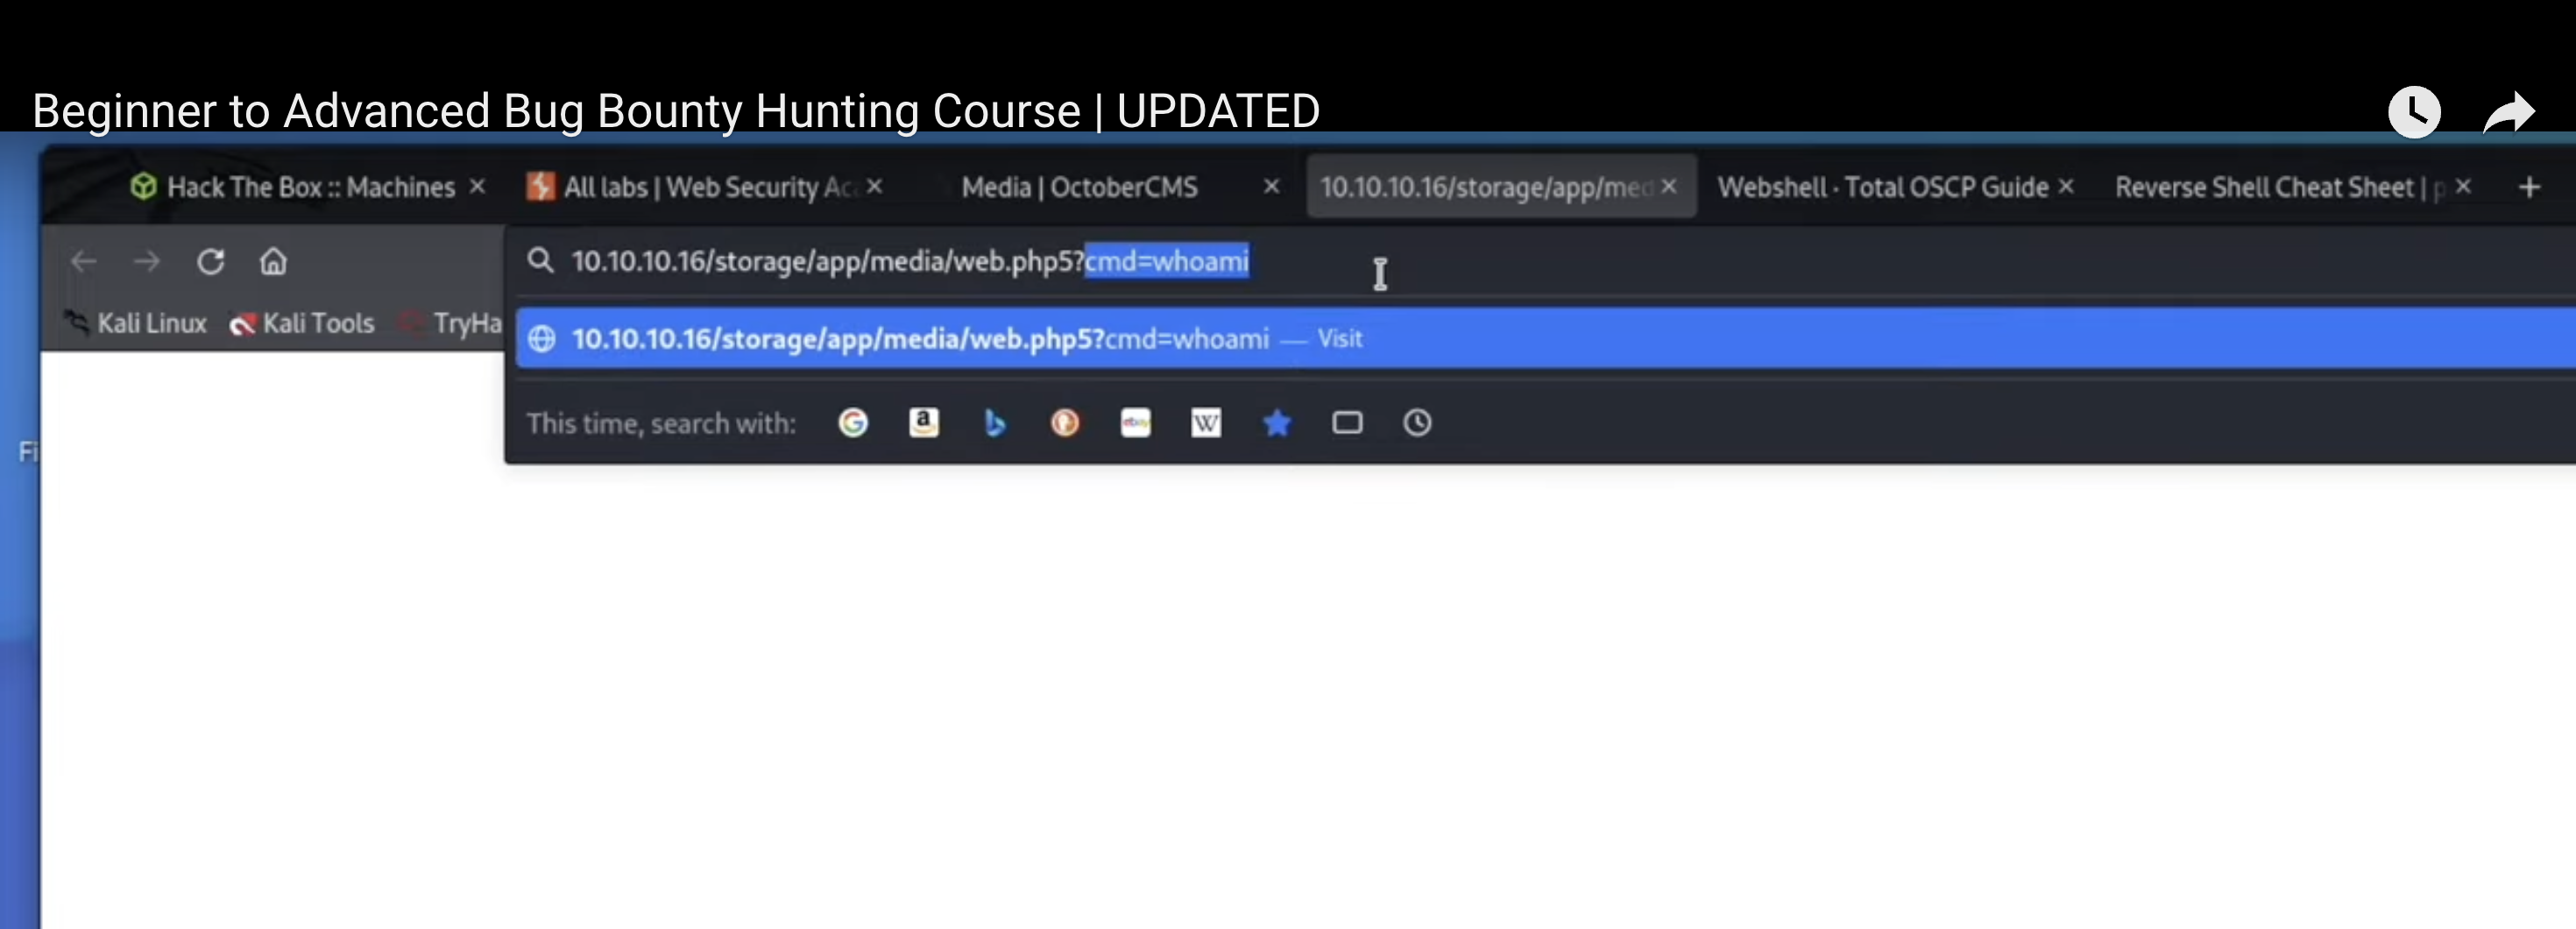 Beginner to Advanced Bug Bounty Hunting Course | UPDATED
Hack The Box :: Machines All labs | Web Security Media | OctoberCMS 10.10.10.16/storage/app/med Webshell · Total OSCP Guide Reverse Shell Cheat Sheet |
10.10.10.16/storage/app/media/web.php5?cmd=whoami
Kali Linux Kali Tools TryHa
10.10.10.16/storage/app/media/web.php5?cmd=whoami — Visit
This time, search with:
Fi